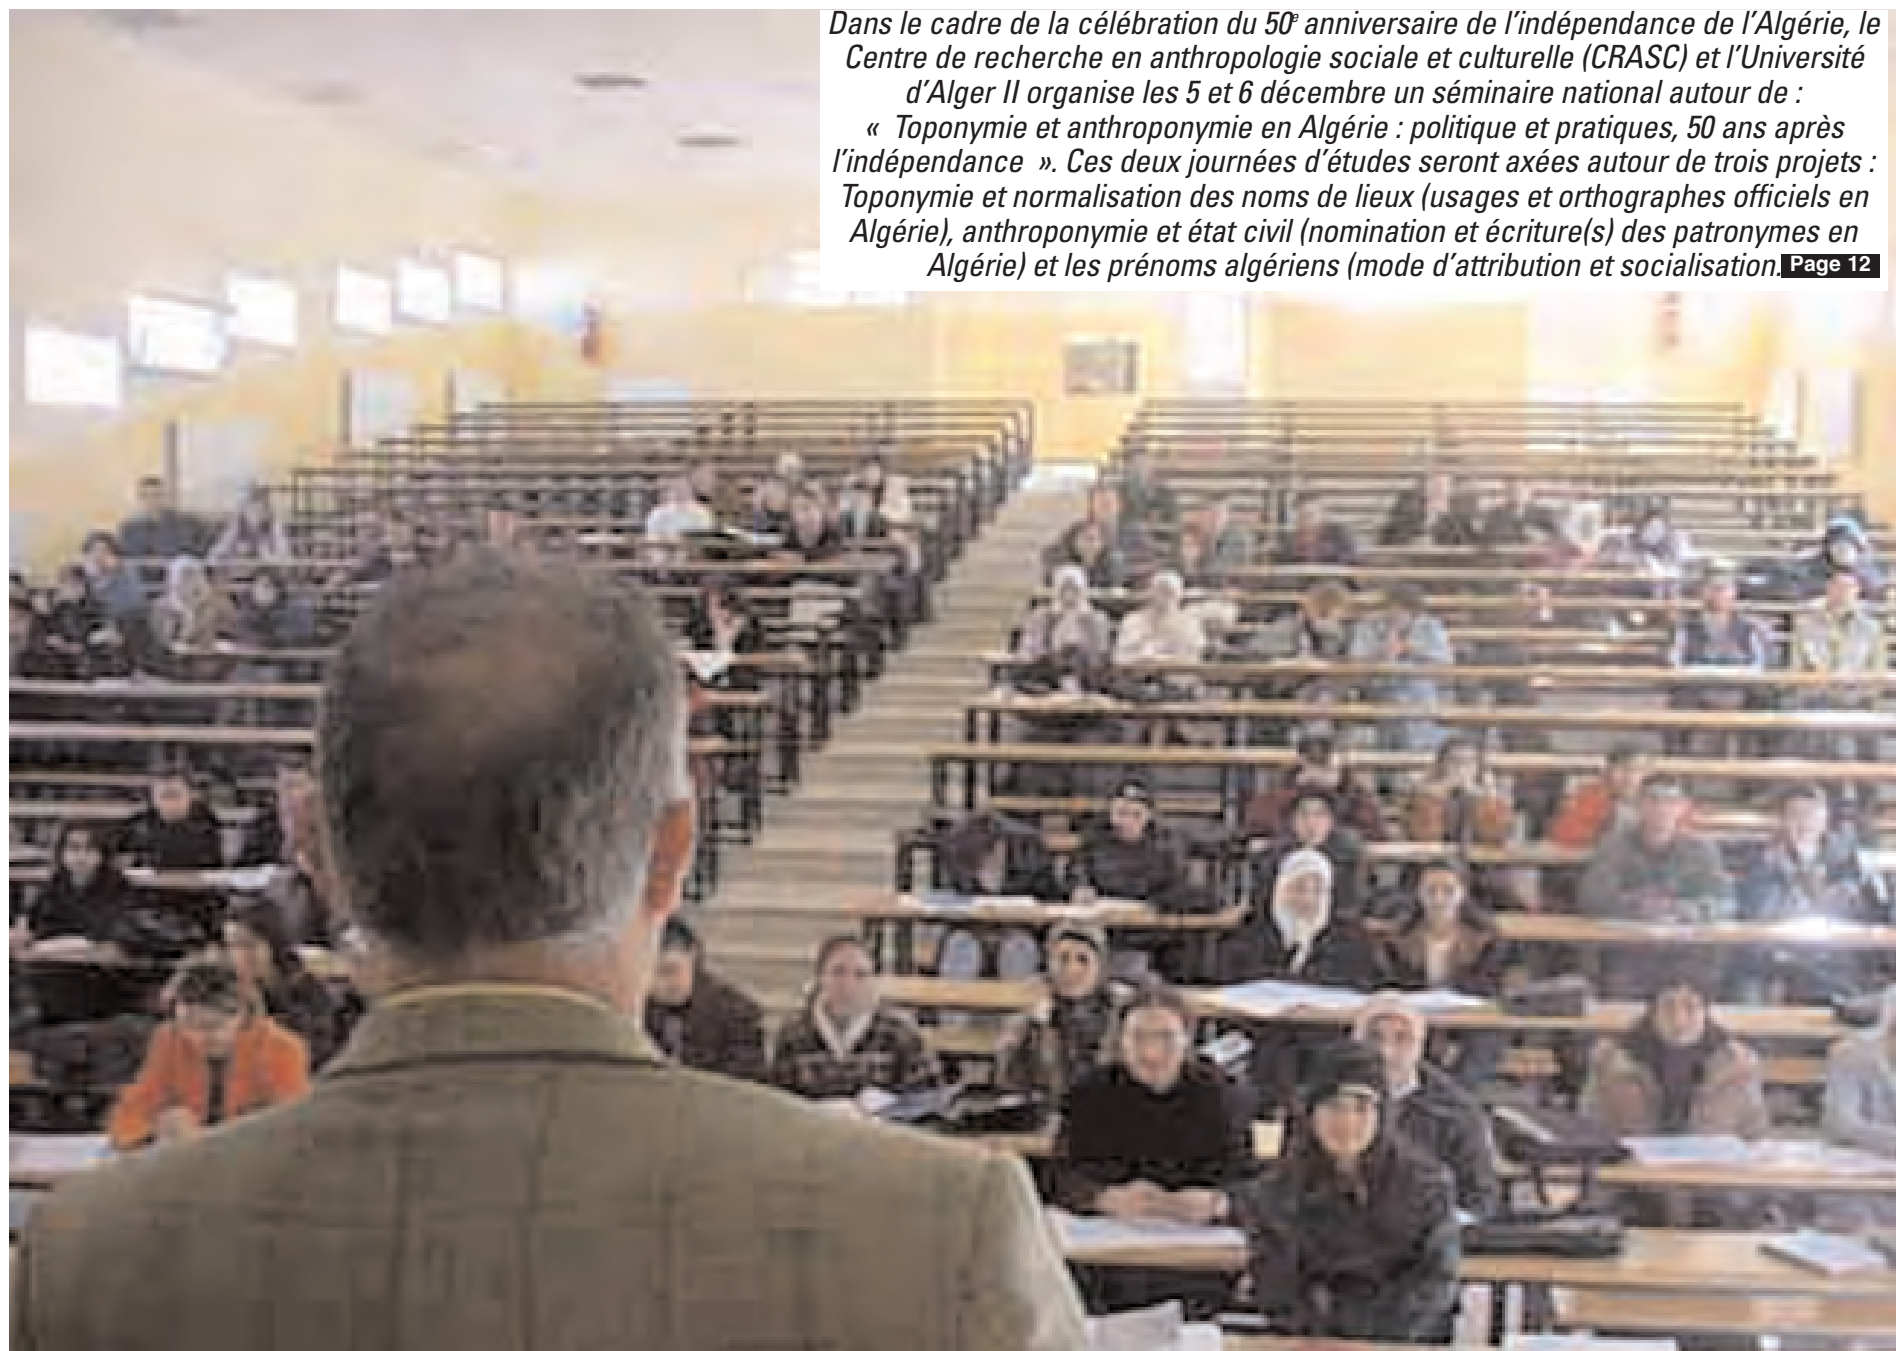 Dans le cadre de la célébration du 50e anniversaire de l'indépendance de l'Algérie, le
Centre de recherche en anthropologie sociale et culturelle (CRASC) et l'Université
d'Alger II organise les 5 et 6 décembre un séminaire national autour de :
« Toponymie et anthroponymie en Algérie : politique et pratiques, 50 ans après
l'indépendance ». Ces deux journées d'études seront axées autour de trois projets :
Toponymie et normalisation des noms de lieux (usages et orthographes officiels en
Algérie), anthroponymie et état civil (nomination et écriture(s) des patronymes en
Algérie) et les prénoms algériens (mode d'attribution et socialisation. Page 12